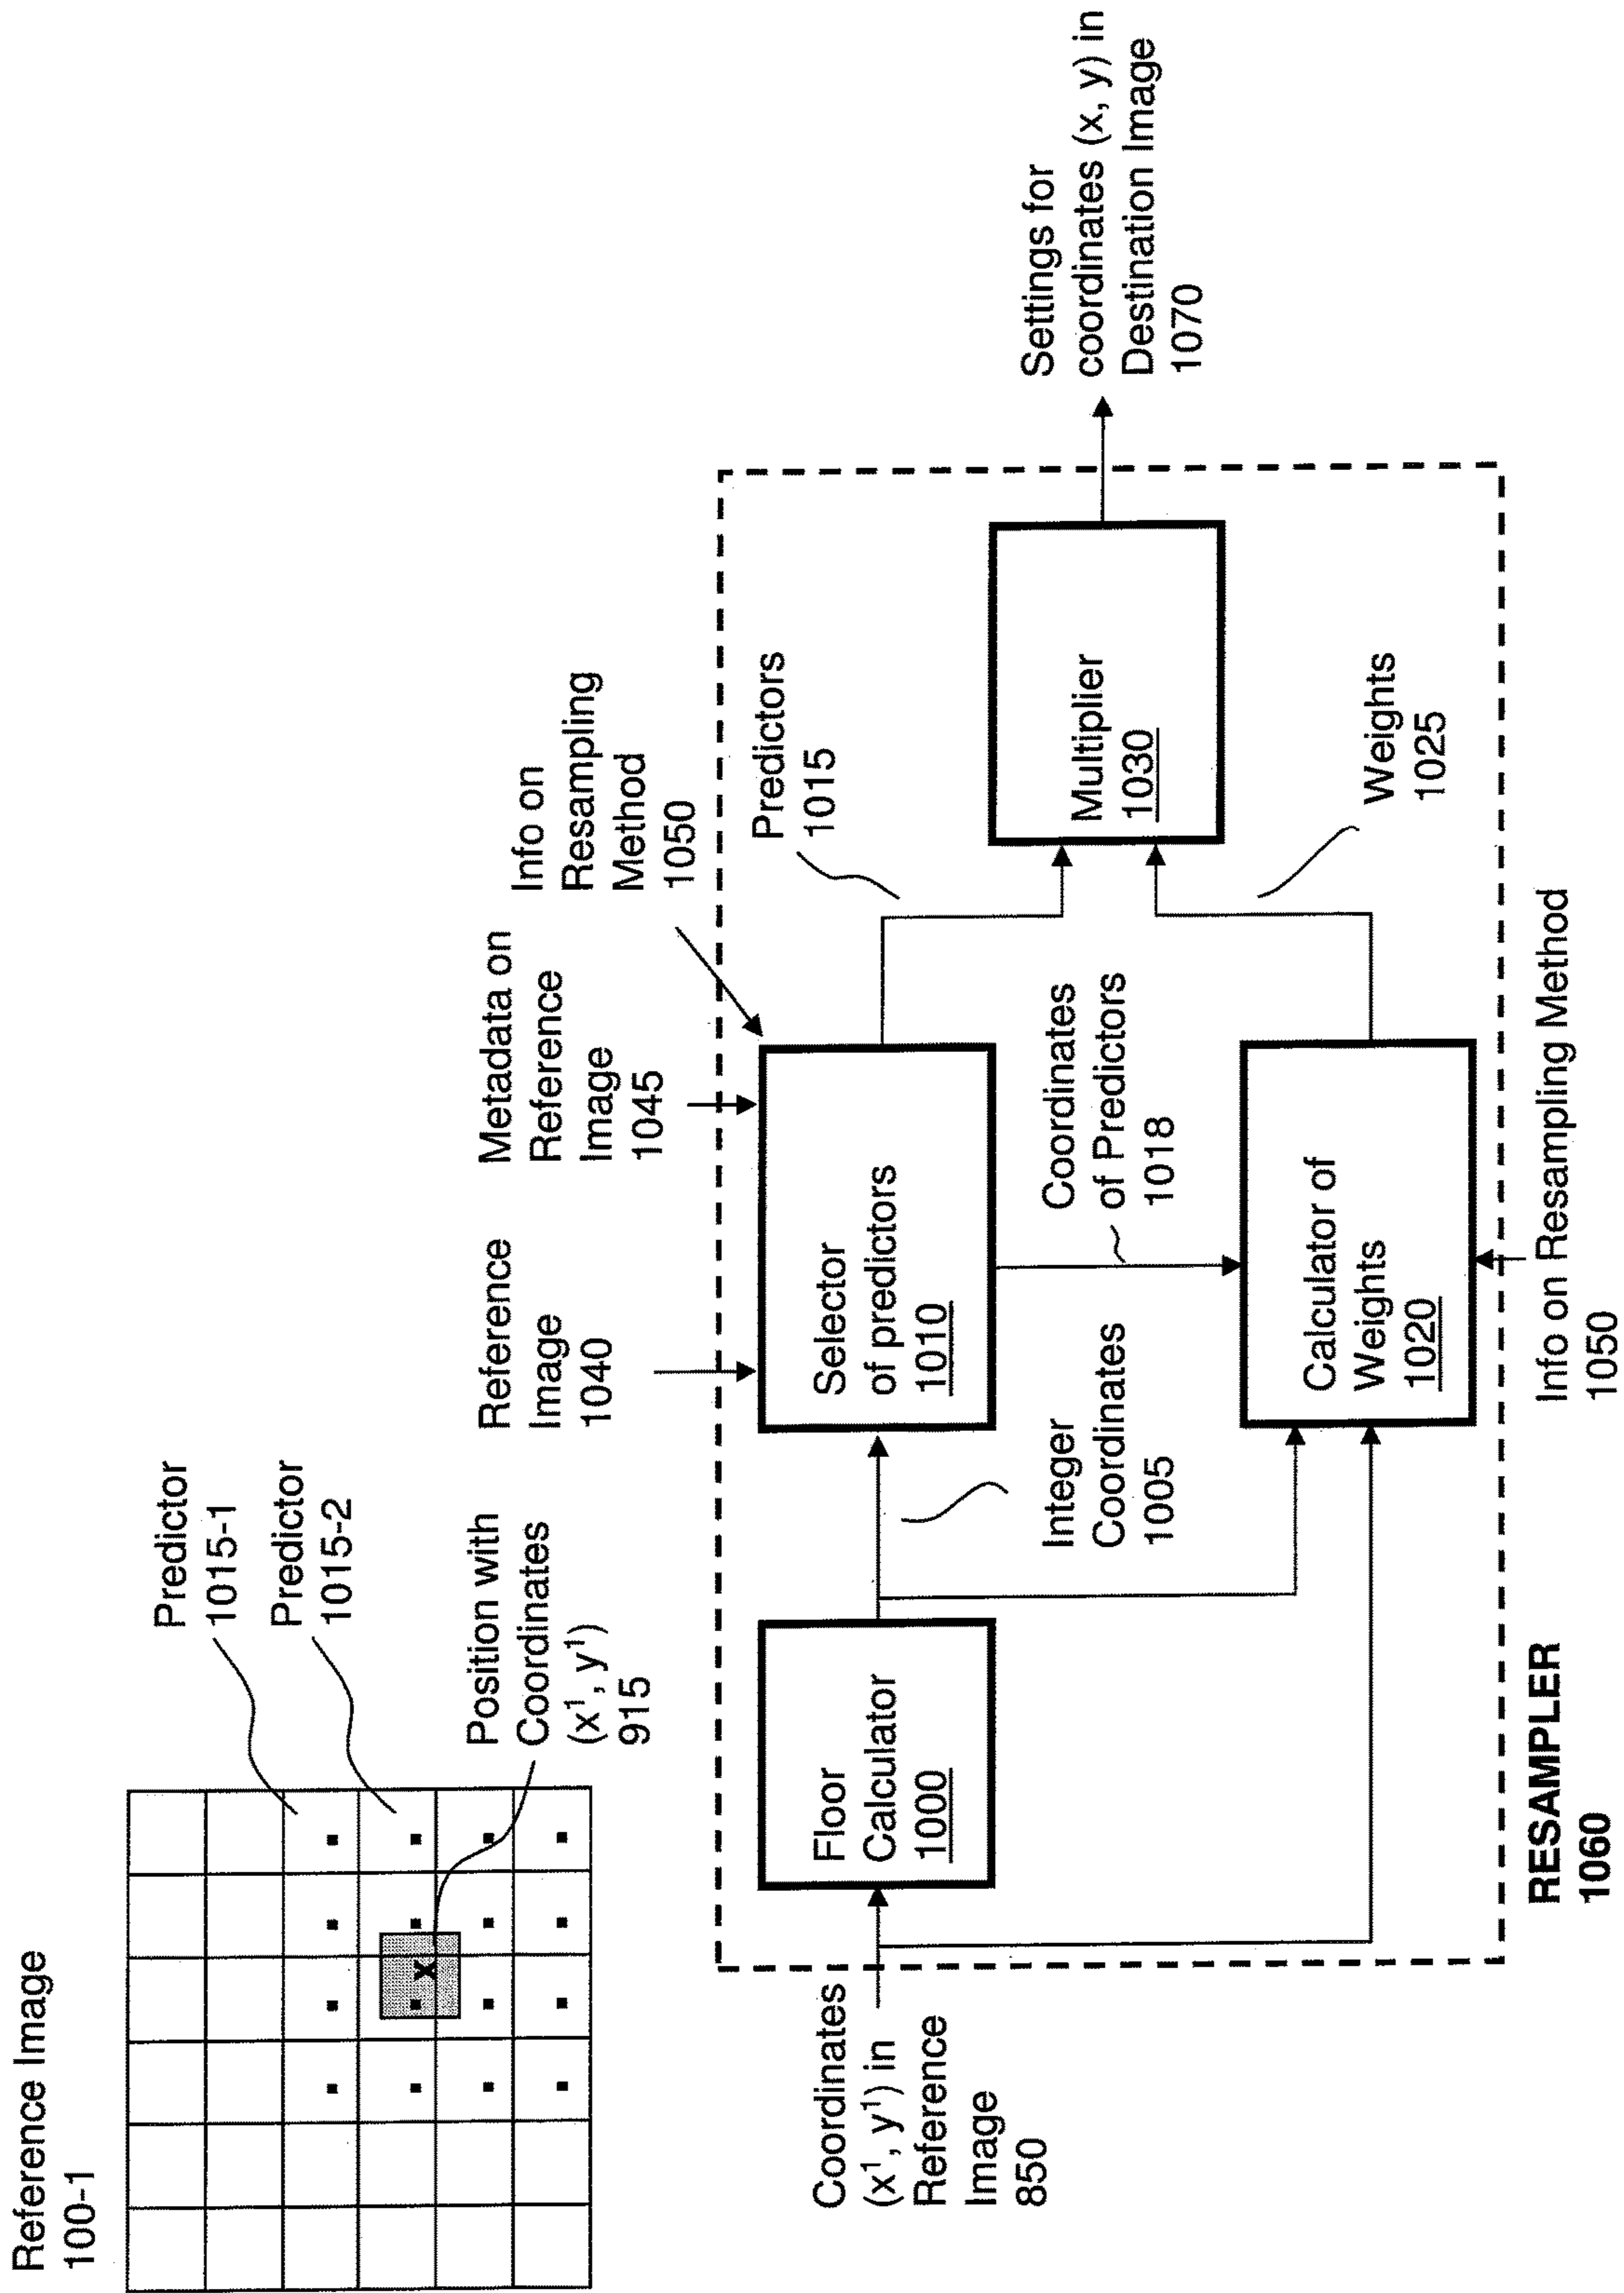 Reference Image
100-1
Predictor
1015-1
Predictor
1015-2
Position with
Coordinates
(x¹, y¹)
915
Reference
Image
1040
Metadata on
Reference
Image
1045
Info on
Resampling
Method
1050
Coordinates
(x¹, y¹) in
Reference
Image
850
Floor
Calculator
1000
Integer
Coordinates
1005
Selector
of predictors
1010
Coordinates
of Predictors
1018
Predictors
1015
Calculator of
Weights
1020
Weights
1025
Multiplier
1030
Settings for
coordinates (x, y) in
Destination Image
1070
Info on Resampling Method
1050
RESAMPLER
1060
X